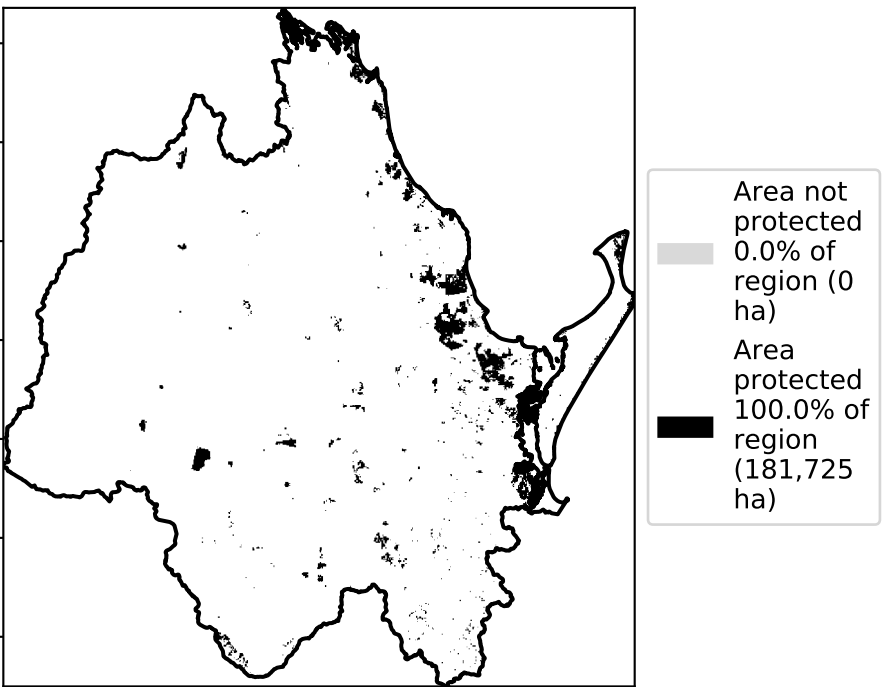 Area not
protected
0.0% of
region (0
ha)
Area
protected
100.0% of
region
(181,725
ha)